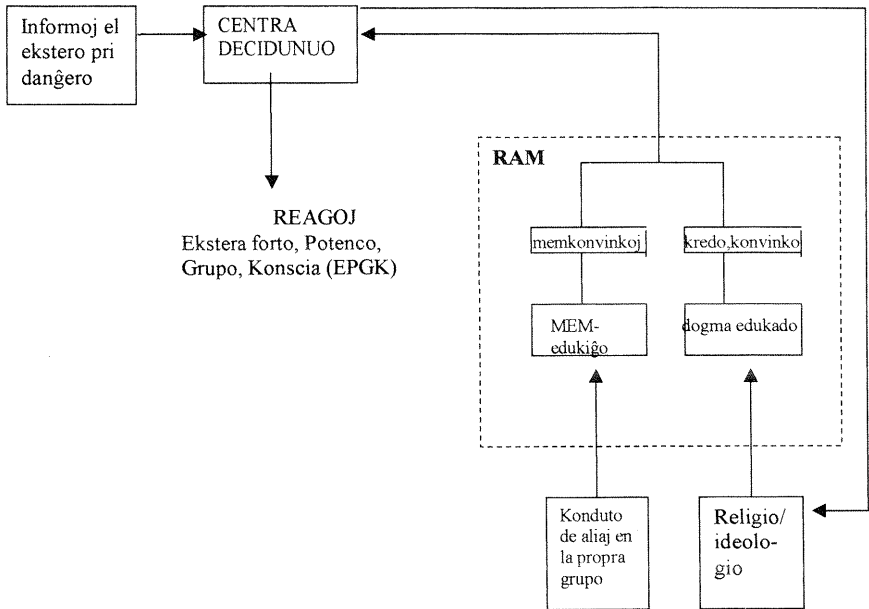 Informoj el
ekstero pri
danĝero
CENTRA
DECIDUNUO
REAGOJ
Ekstera forto, Potenco,
Grupo, Konscia (EPGK)
RAM
memkonvinkoj
kredo,konvinko
MEM-
edukiĝo
dogma edukado
Konduto
de aliaj en
la propra
grupo
Religio/
ideolo-
gio